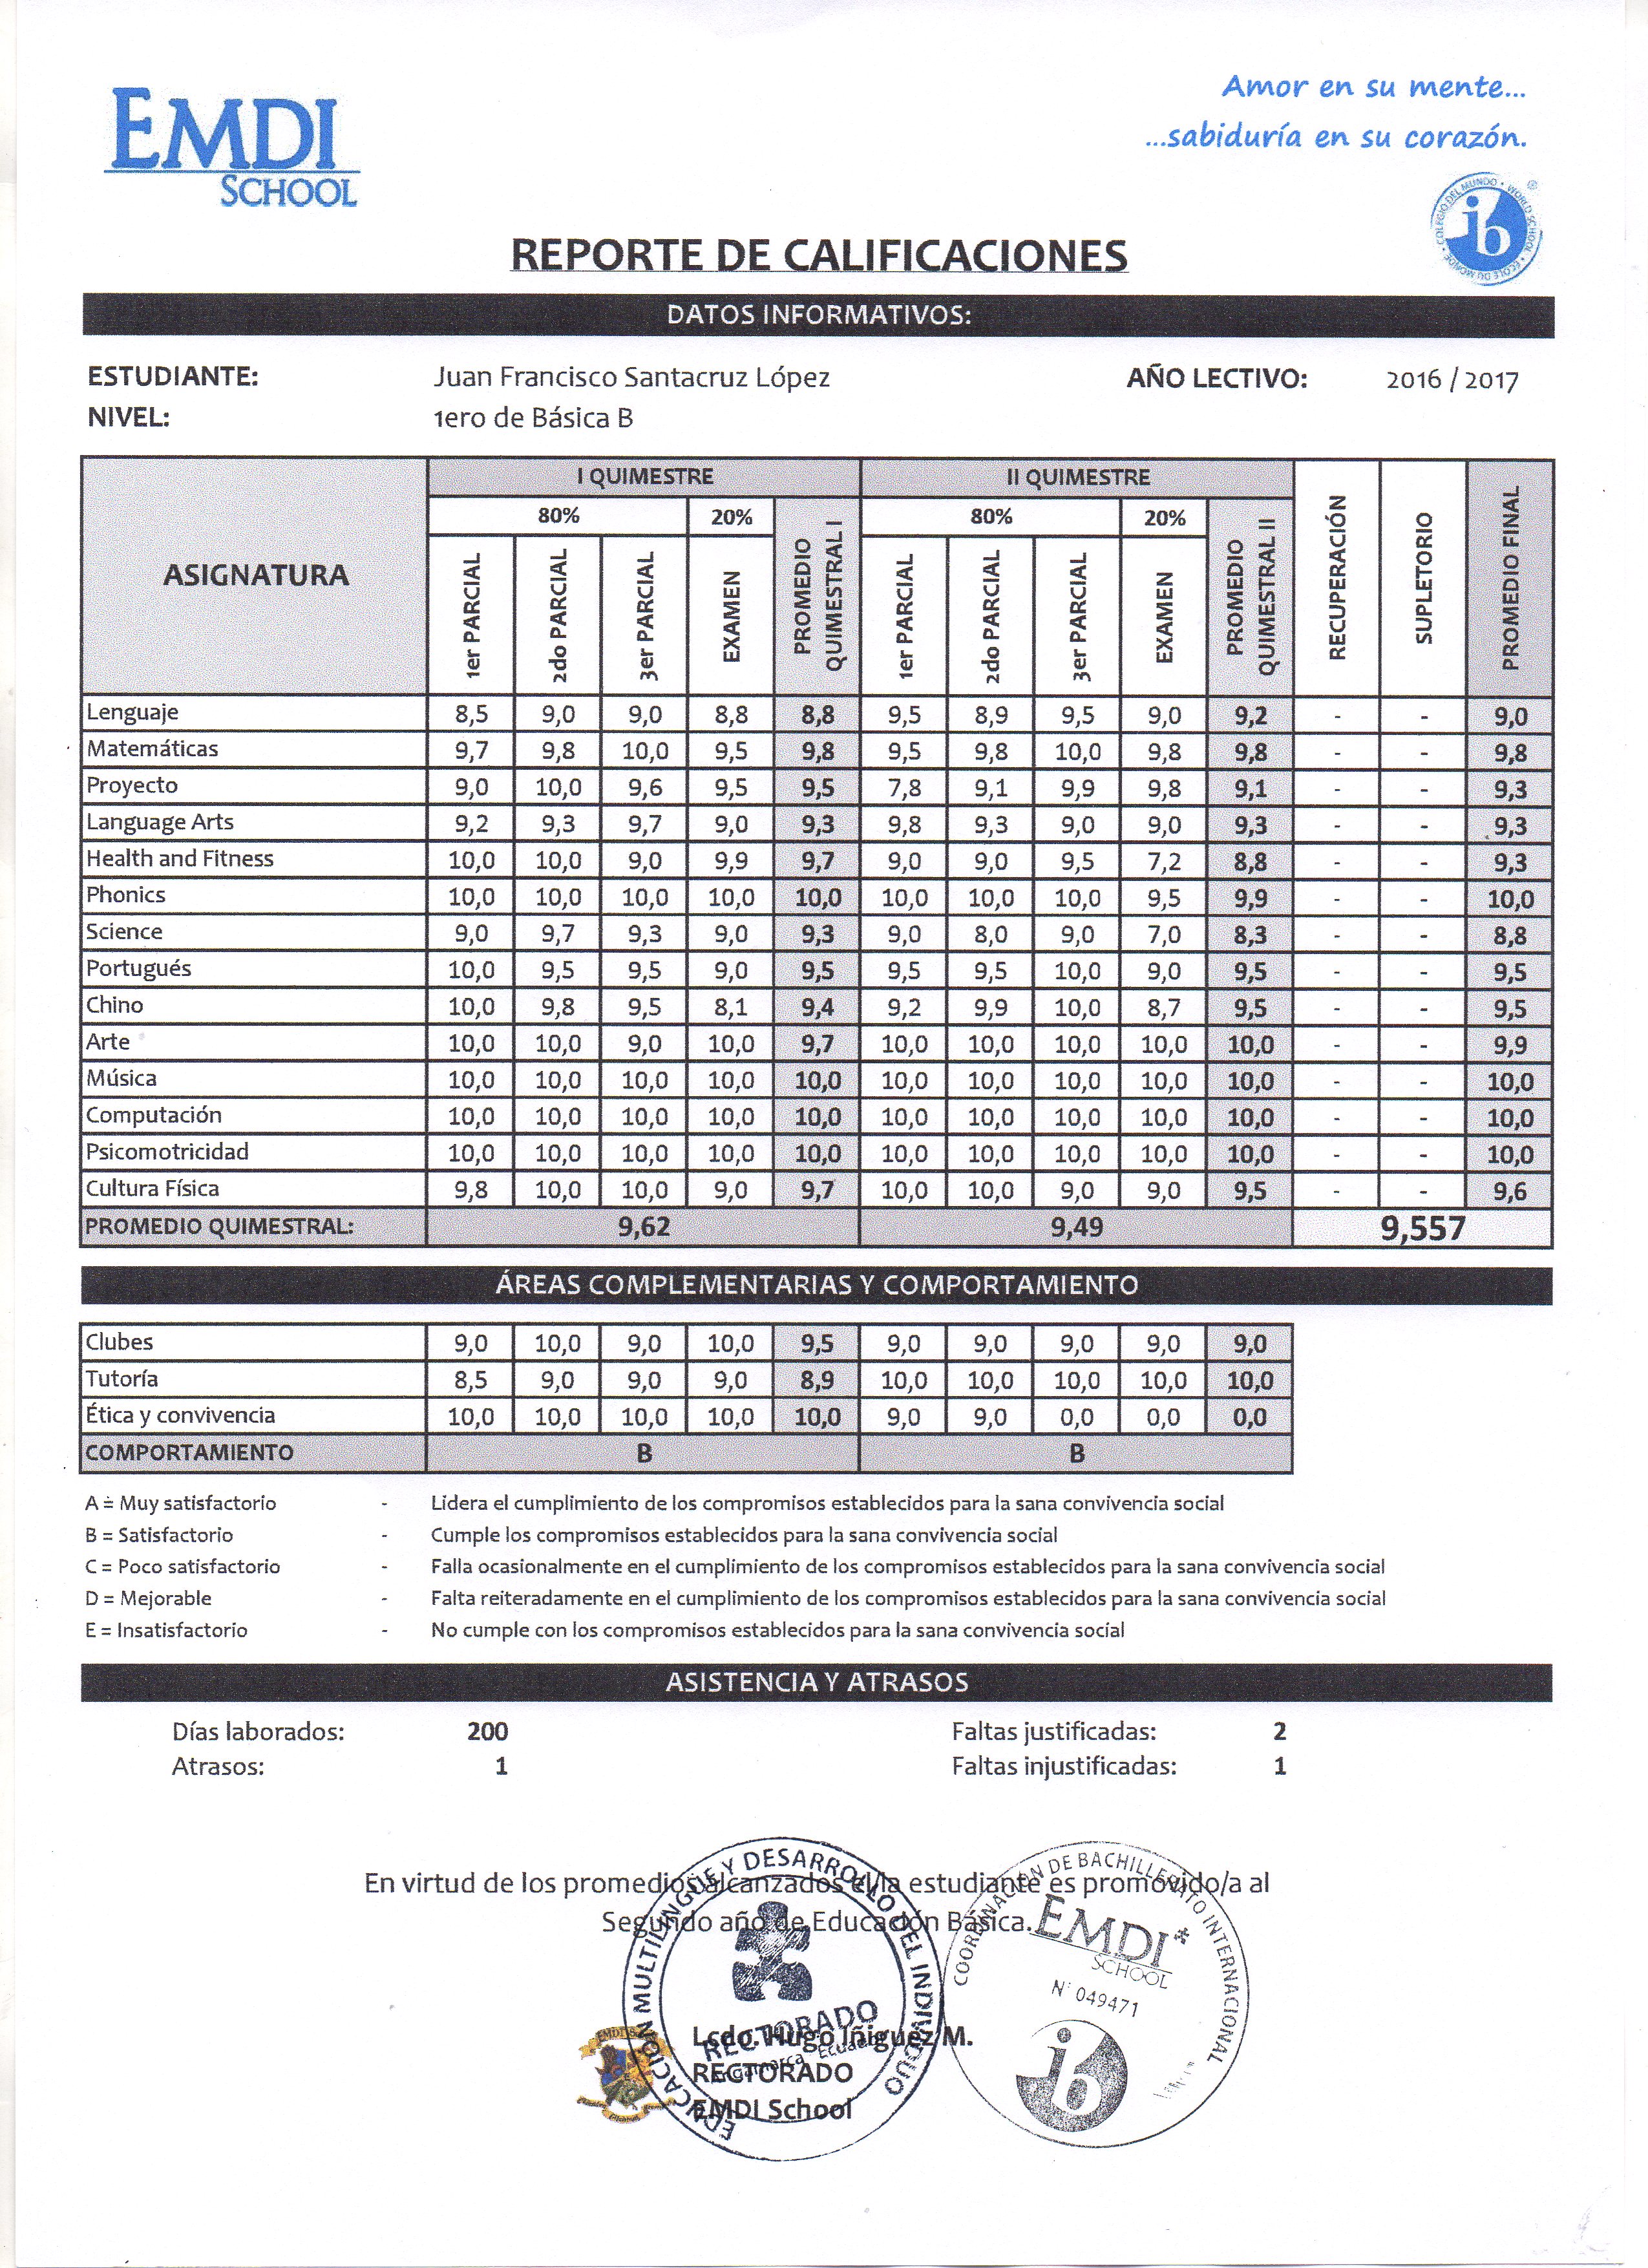 EMDI
SCHOOL
Amor en su mente...
...sabiduría en su corazón.
COLEGIO DEL MUNDO • WORLD SCHOOL • ECOLE DU MONDE •
ib
®
REPORTE DE CALIFICACIONES
DATOS INFORMATIVOS:
ESTUDIANTE: Juan Francisco Santacruz López AÑO LECTIVO: 2016 / 2017
NIVEL: 1ero de Básica B
ASIGNATURA I QUIMESTRE II QUIMESTRE RECUPERACIÓN SUPLETORIO PROMEDIO FINAL
80% 20% PROMEDIO QUIMESTRAL I 80% 20% PROMEDIO QUIMESTRAL II
1er PARCIAL 2do PARCIAL 3er PARCIAL EXAMEN 1er PARCIAL 2do PARCIAL 3er PARCIAL EXAMEN
Lenguaje 8,5 9,0 9,0 8,8 8,8 9,5 8,9 9,5 9,0 9,2 - - 9,0
Matemáticas 9,7 9,8 10,0 9,5 9,8 9,5 9,8 10,0 9,8 9,8 - - 9,8
Proyecto 9,0 10,0 9,6 9,5 9,5 7,8 9,1 9,9 9,8 9,1 - - 9,3
Language Arts 9,2 9,3 9,7 9,0 9,3 9,8 9,3 9,0 9,0 9,3 - - 9,3
Health and Fitness 10,0 10,0 9,0 9,9 9,7 9,0 9,0 9,5 7,2 8,8 - - 9,3
Phonics 10,0 10,0 10,0 10,0 10,0 10,0 10,0 10,0 9,5 9,9 - - 10,0
Science 9,0 9,7 9,3 9,0 9,3 9,0 8,0 9,0 7,0 8,3 - - 8,8
Portugués 10,0 9,5 9,5 9,0 9,5 9,5 9,5 10,0 9,0 9,5 - - 9,5
Chino 10,0 9,8 9,5 8,1 9,4 9,2 9,9 10,0 8,7 9,5 - - 9,5
Arte 10,0 10,0 9,0 10,0 9,7 10,0 10,0 10,0 10,0 10,0 - - 9,9
Música 10,0 10,0 10,0 10,0 10,0 10,0 10,0 10,0 10,0 10,0 - - 10,0
Computación 10,0 10,0 10,0 10,0 10,0 10,0 10,0 10,0 10,0 10,0 - - 10,0
Psicomotricidad 10,0 10,0 10,0 10,0 10,0 10,0 10,0 10,0 10,0 10,0 - - 10,0
Cultura Física 9,8 10,0 10,0 9,0 9,7 10,0 10,0 9,0 9,0 9,5 - - 9,6
PROMEDIO QUIMESTRAL: 9,62 9,49 9,557
ÁREAS COMPLEMENTARIAS Y COMPORTAMIENTO
Clubes 9,0 10,0 9,0 10,0 9,5 9,0 9,0 9,0 9,0 9,0
Tutoría 8,5 9,0 9,0 9,0 8,9 10,0 10,0 10,0 10,0 10,0
Ética y convivencia 10,0 10,0 10,0 10,0 10,0 9,0 9,0 0,0 0,0 0,0
COMPORTAMIENTO B B
A = Muy satisfactorio - Lidera el cumplimiento de los compromisos establecidos para la sana convivencia social
B = Satisfactorio - Cumple los compromisos establecidos para la sana convivencia social
C = Poco satisfactorio - Falla ocasionalmente en el cumplimiento de los compromisos establecidos para la sana convivencia social
D = Mejorable - Falta reiteradamente en el cumplimiento de los compromisos establecidos para la sana convivencia social
E = Insatisfactorio - No cumple con los compromisos establecidos para la sana convivencia social
ASISTENCIA Y ATRASOS
Días laborados: 200 Faltas justificadas: 2
Atrasos: 1 Faltas injustificadas: 1
En virtud de los promedios alcanzados el/la estudiante es promovido/a al
Segundo año de Educación Básica.
EDUCACION MULTILINGÜE Y DESARROLLO DEL INDIVIDUO
RECTORADO
Angamarca - Ecuador
COORDINACIÓN DE BACHILLERATO INTERNACIONAL
EMDI
SCHOOL
N° 049471
ib
Lcdo. Hugo Iñiguez M.
RECTORADO
EMDI School